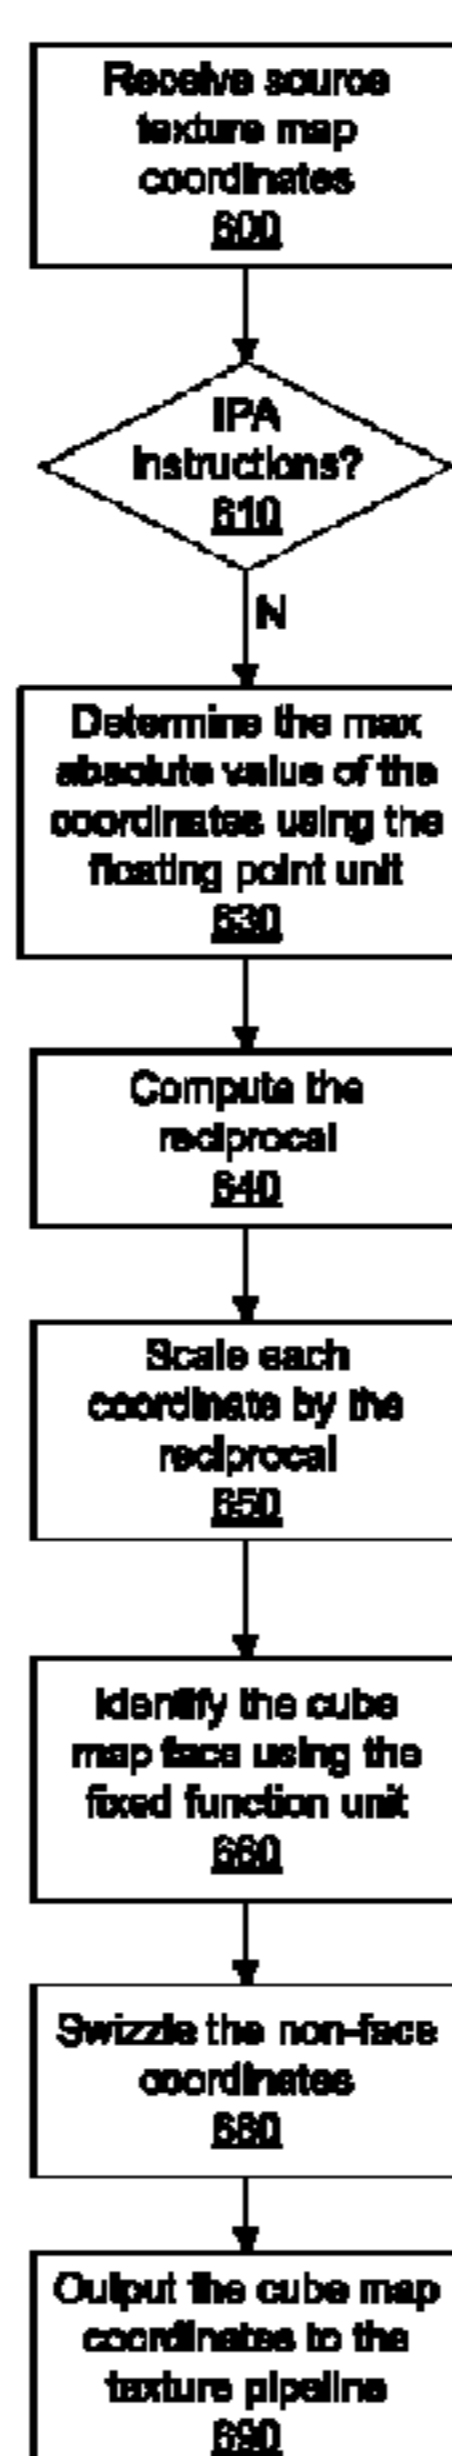 Receive source
texture map
coordinates
600
IPA
instructions?
610
N
Determine the max
absolute value of the
coordinates using the
floating point unit
630
Compute the
reciprocal
640
Scale each
coordinate by the
reciprocal
650
Identify the cube
map face using the
fixed function unit
660
Swizzle the non-face
coordinates
680
Output the cube map
coordinates to the
texture pipeline
690